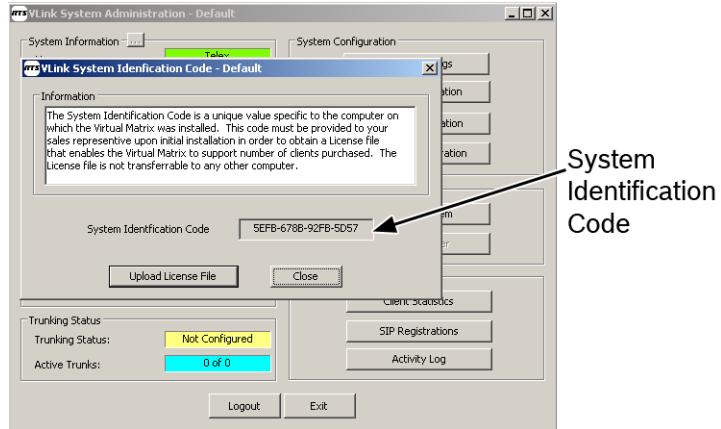 RTS VLink System Administration - Default
System Information ...
System Configuration
Telex
gs
RTS VLink System Idenfication Code - Default
ation
Information
The System Identification Code is a unique value specific to the computer on
which the Virtual Matrix was installed. This code must be provided to your
sales representive upon initial installation in order to obtain a License file
that enables the Virtual Matrix to support number of clients purchased. The
License file is not transferrable to any other computer.
ation
ration
System
Identification
Code
System Identfication Code
5EFB-678B-92FB-5D57
em
er
Upload License File
Close
Client Statistics
Trunking Status
Trunking Status:
Not Configured
SIP Registrations
Active Trunks:
0 of 0
Activity Log
Logout
Exit